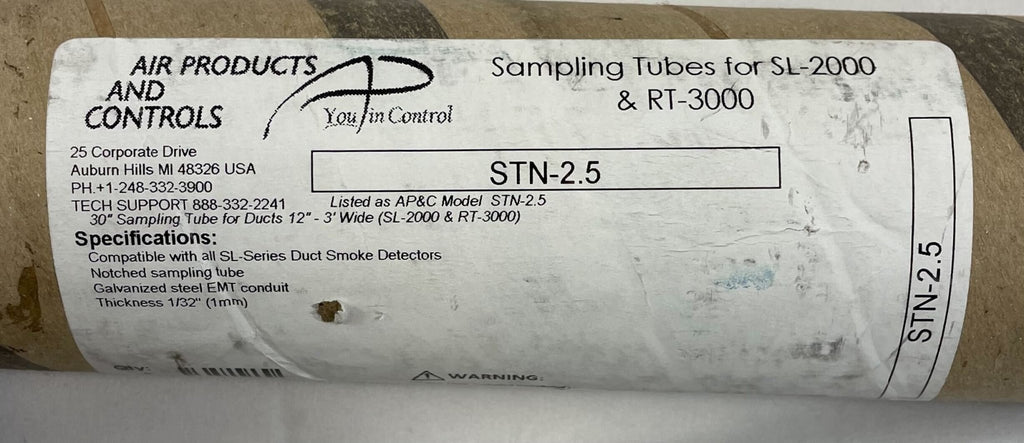 AIR PRODUCTS
AND
CONTROLS
You in Control
Sampling Tubes for SL-2000
& RT-3000
25 Corporate Drive
Auburn Hills MI 48326 USA
PH.+1-248-332-3900
TECH SUPPORT 888-332-2241
STN-2.5
Listed as AP&C Model STN-2.5
30" Sampling Tube for Ducts 12" - 3' Wide (SL-2000 & RT-3000)
Specifications:
Compatible with all SL-Series Duct Smoke Detectors
Notched sampling tube
Galvanized steel EMT conduit
Thickness 1/32" (1mm)
QTY:
WARNING:
STN-2.5